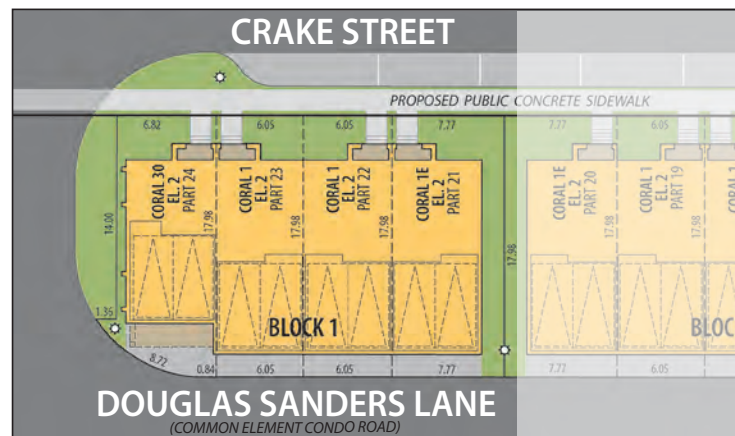 CRAKE STREET
PROPOSED PUBLIC CONCRETE SIDEWALK
6.82 6.05 6.05 7.77 7.77 6.05
CORAL 30
EL. 2
PART 24
CORAL 1
EL. 2
PART 23
CORAL 1
EL. 2
PART 22
CORAL 1E
EL. 2
PART 21
CORAL 1E
EL. 2
PART 20
CORAL 1
EL. 2
PART 19
14.00 17.98 17.98 17.98 17.98 17.98 17.98
1.35
BLOCK 1
BLOC
8.72 0.84 6.05 6.05 7.77 7.77 6.05
DOUGLAS SANDERS LANE
(COMMON ELEMENT CONDO ROAD)